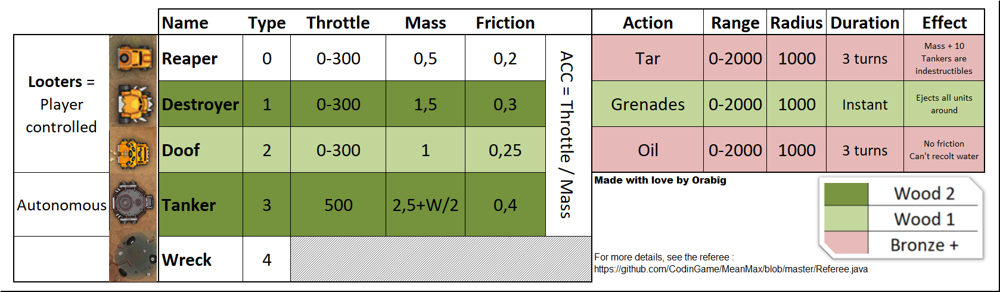 Name Type Throttle Mass Friction Action Range Radius Duration Effect
Looters =
Player
controlled
Reaper 0 0-300 0,5 0,2
Destroyer 1 0-300 1,5 0,3
Doof 2 0-300 1 0,25
Autonomous
Tanker 3 500 2,5+W/2 0,4
Wreck 4
ACC = Throttle / Mass
Tar 0-2000 1000 3 turns
Mass + 10
Tankers are
indestructibles
Grenades 0-2000 1000 Instant
Ejects all units
around
Oil 0-2000 1000 3 turns
No friction
Can't recolt water
Made with love by Orabîg
Wood 2
Wood 1
Bronze +
For more details, see the referee :
https://github.com/CodinGame/MeanMax/blob/master/Referee.java